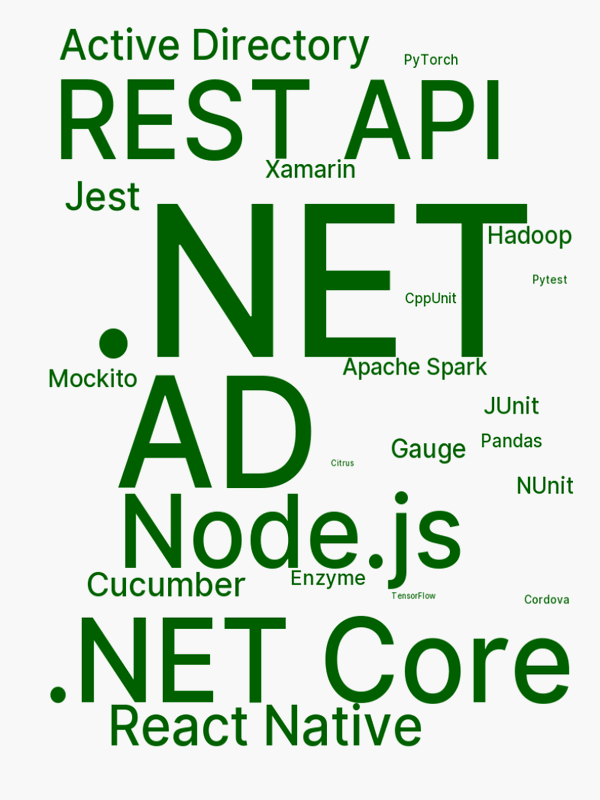 Active Directory
PyTorch
REST API
Xamarin
Jest
.NET
Hadoop
Pytest
CppUnit
Apache Spark
Mockito
AD
JUnit
Gauge
Pandas
Citrus
NUnit
Node.js
Cucumber
Enzyme
TensorFlow
Cordova
.NET Core
React Native